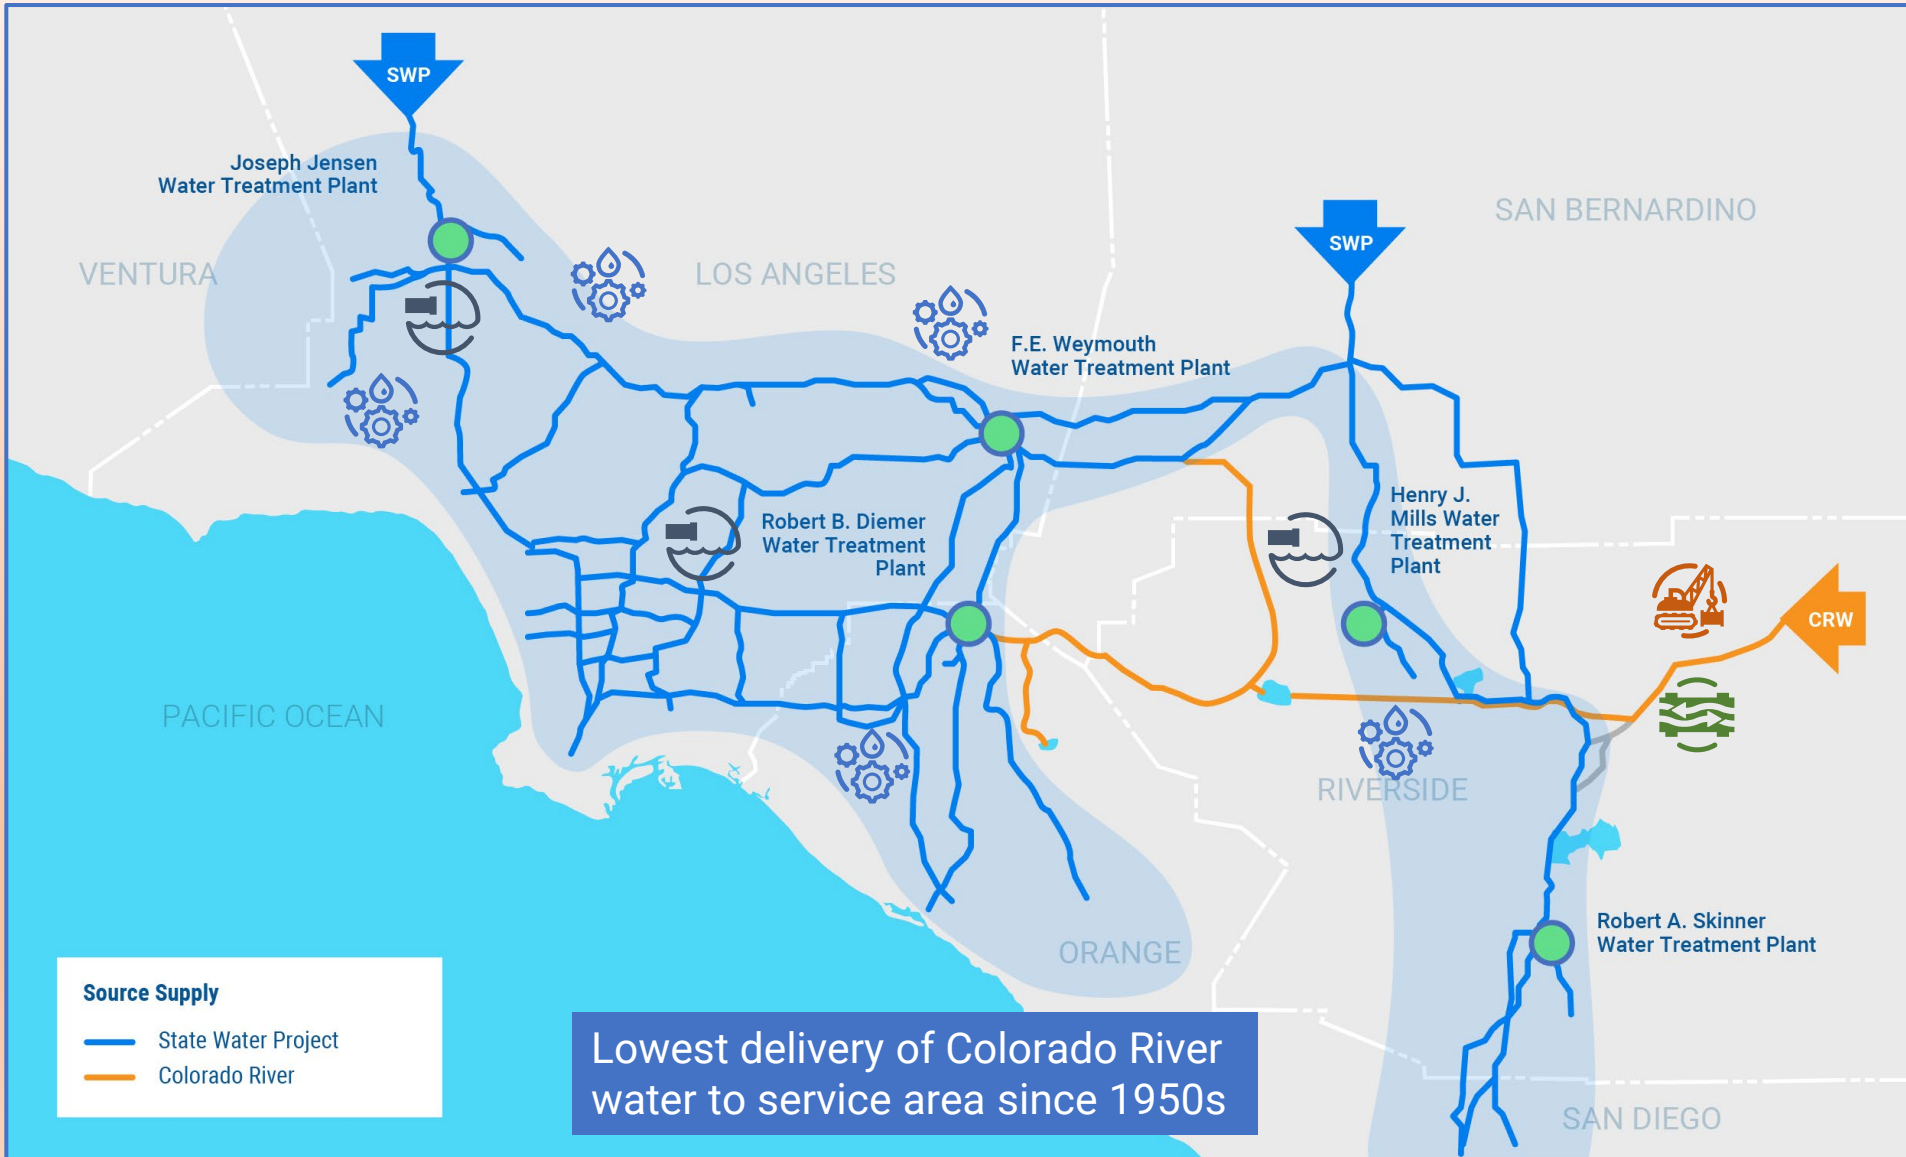 SWP
Joseph Jensen
Water Treatment Plant
SAN BERNARDINO
SWP
VENTURA
LOS ANGELES
F.E. Weymouth
Water Treatment Plant
Henry J.
Mills Water
Treatment
Plant
Robert B. Diemer
Water Treatment
Plant
CRW
PACIFIC OCEAN
RIVERSIDE
Robert A. Skinner
Water Treatment Plant
ORANGE
Source Supply
State Water Project
Colorado River
Lowest delivery of Colorado River
water to service area since 1950s
SAN DIEGO